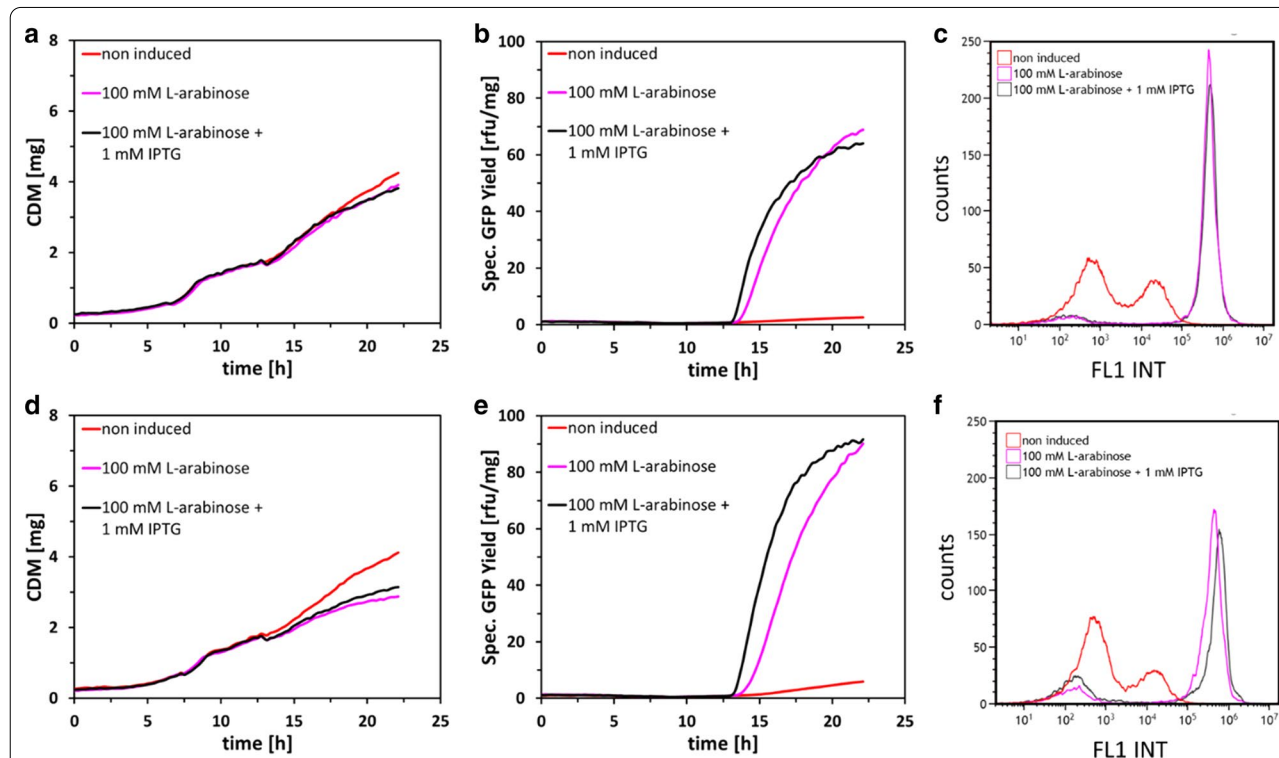 a
8
6
4
2
0
CDM [mg]
non induced
100 mM L-arabinose
100 mM L-arabinose +
1 mM IPTG
0 5 10 15 20 25
time [h]
b
100
80
60
40
20
0
Spec. GFP Yield [rfu/mg]
non induced
100 mM L-arabinose
100 mM L-arabinose +
1 mM IPTG
0 5 10 15 20 25
time [h]
c
250
200
150
100
50
0
counts
non induced
100 mM L-arabinose
100 mM L-arabinose + 1 mM IPTG
10¹ 10² 10³ 10⁴ 10⁵ 10⁶ 10⁷
FL1 INT
d
8
6
4
2
0
CDM [mg]
non induced
100 mM L-arabinose
100 mM L-arabinose +
1 mM IPTG
0 5 10 15 20 25
time [h]
e
100
80
60
40
20
0
Spec. GFP Yield [rfu/mg]
non induced
100 mM L-arabinose
100 mM L-arabinose +
1 mM IPTG
0 5 10 15 20 25
time [h]
f
250
200
150
100
50
0
counts
non induced
100 mM L-arabinose
100 mM L-arabinose + 1 mM IPTG
10¹ 10² 10³ 10⁴ 10⁵ 10⁶ 10⁷
FL1 INT